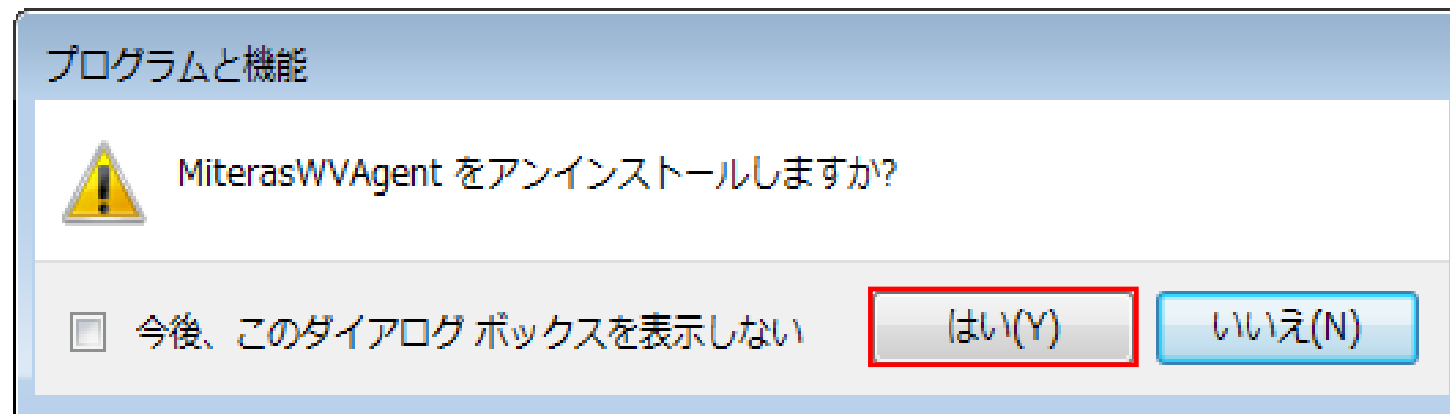 プログラムと機能
MiterasWVAgent をアンインストールしますか?
今後、このダイアログ ボックスを表示しない
はい(Y)
いいえ(N)